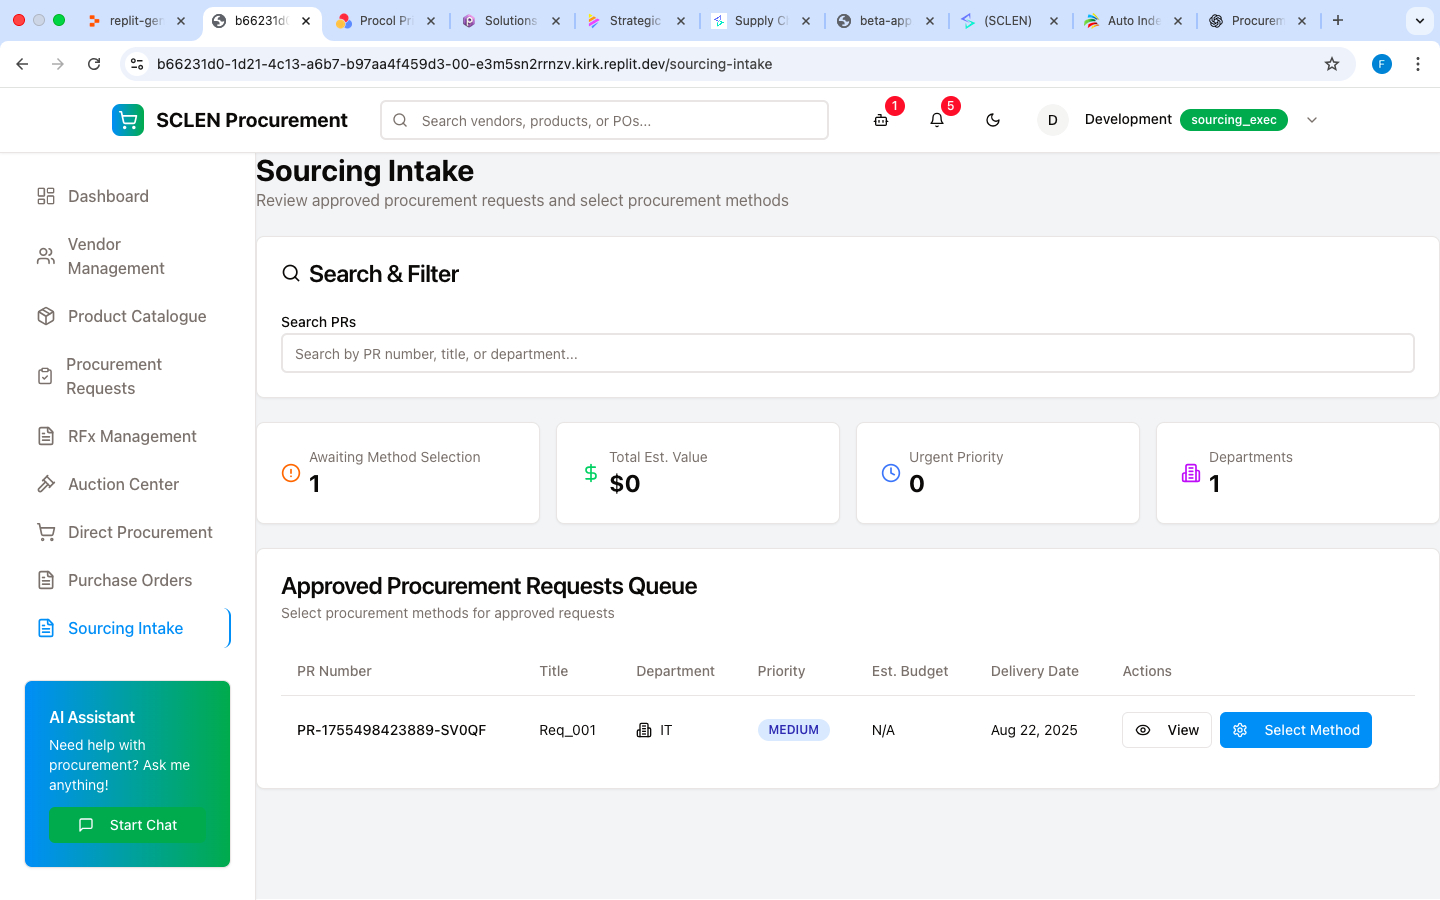 replit-gen
b66231d0
Procol Pri
Solutions
Strategic
Supply Ch
beta-app
(SCLEN)
Auto Inde
Procurem
b66231d0-1d21-4c13-a6b7-b97aa4f459d3-00-e3m5sn2rrnzv.kirk.replit.dev/sourcing-intake
F
SCLEN Procurement
Search vendors, products, or POs...
1
5
D
Development
sourcing_exec
Dashboard
Vendor
Management
Product Catalogue
Procurement
Requests
RFx Management
Auction Center
Direct Procurement
Purchase Orders
Sourcing Intake
AI Assistant
Need help with
procurement? Ask me
anything!
Start Chat
Sourcing Intake
Review approved procurement requests and select procurement methods
Search & Filter
Search PRs
Search by PR number, title, or department...
Awaiting Method Selection
1
Total Est. Value
$0
Urgent Priority
0
Departments
1
Approved Procurement Requests Queue
Select procurement methods for approved requests
PR Number Title Department Priority Est. Budget Delivery Date Actions
PR-1755498423889-SV0QF Req_001 IT MEDIUM N/A Aug 22, 2025 View Select Method